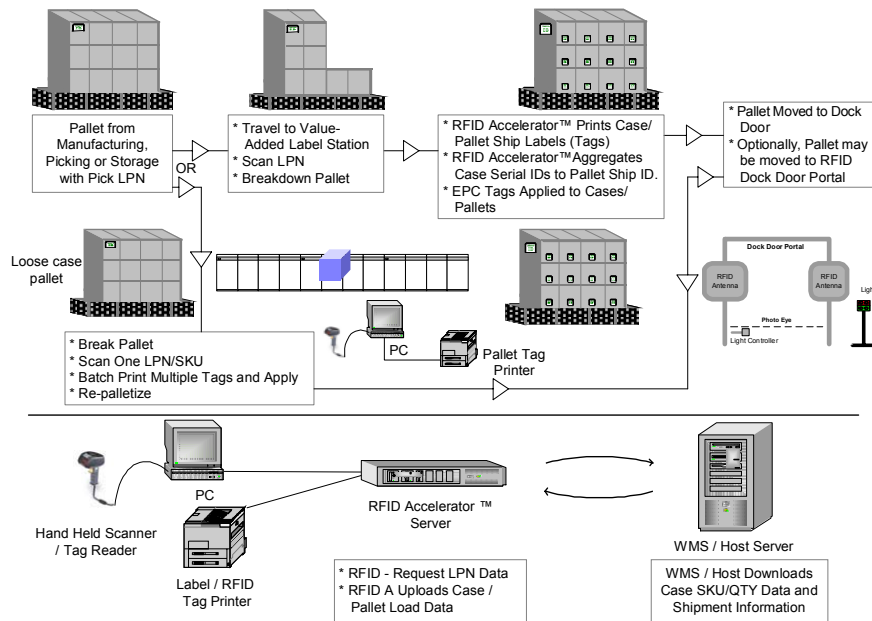 Pallet from
Manufacturing,
Picking or Storage
with Pick LPN
OR
* Travel to Value-
Added Label Station
* Scan LPN
* Breakdown Pallet
* RFID Accelerator™ Prints Case/
Pallet Ship Labels (Tags)
* RFID Accelerator™Aggregates
Case Serial IDs to Pallet Ship ID.
* EPC Tags Applied to Cases/
Pallets
* Pallet Moved to Dock
Door
* Optionally, Pallet may
be moved to RFID
Dock Door Portal
Loose case
pallet
PC
Pallet Tag
Printer
Dock Door Portal
RFID
Antenna
RFID
Antenna
Photo Eye
Light Controller
Ligh
* Break Pallet
* Scan One LPN/SKU
* Batch Print Multiple Tags and Apply
* Re-palletize
PC
Hand Held Scanner
/ Tag Reader
Label / RFID
Tag Printer
RFID Accelerator ™
Server
WMS / Host Server
* RFID - Request LPN Data
* RFID A Uploads Case /
Pallet Load Data
WMS / Host Downloads
Case SKU/QTY Data and
Shipment Information